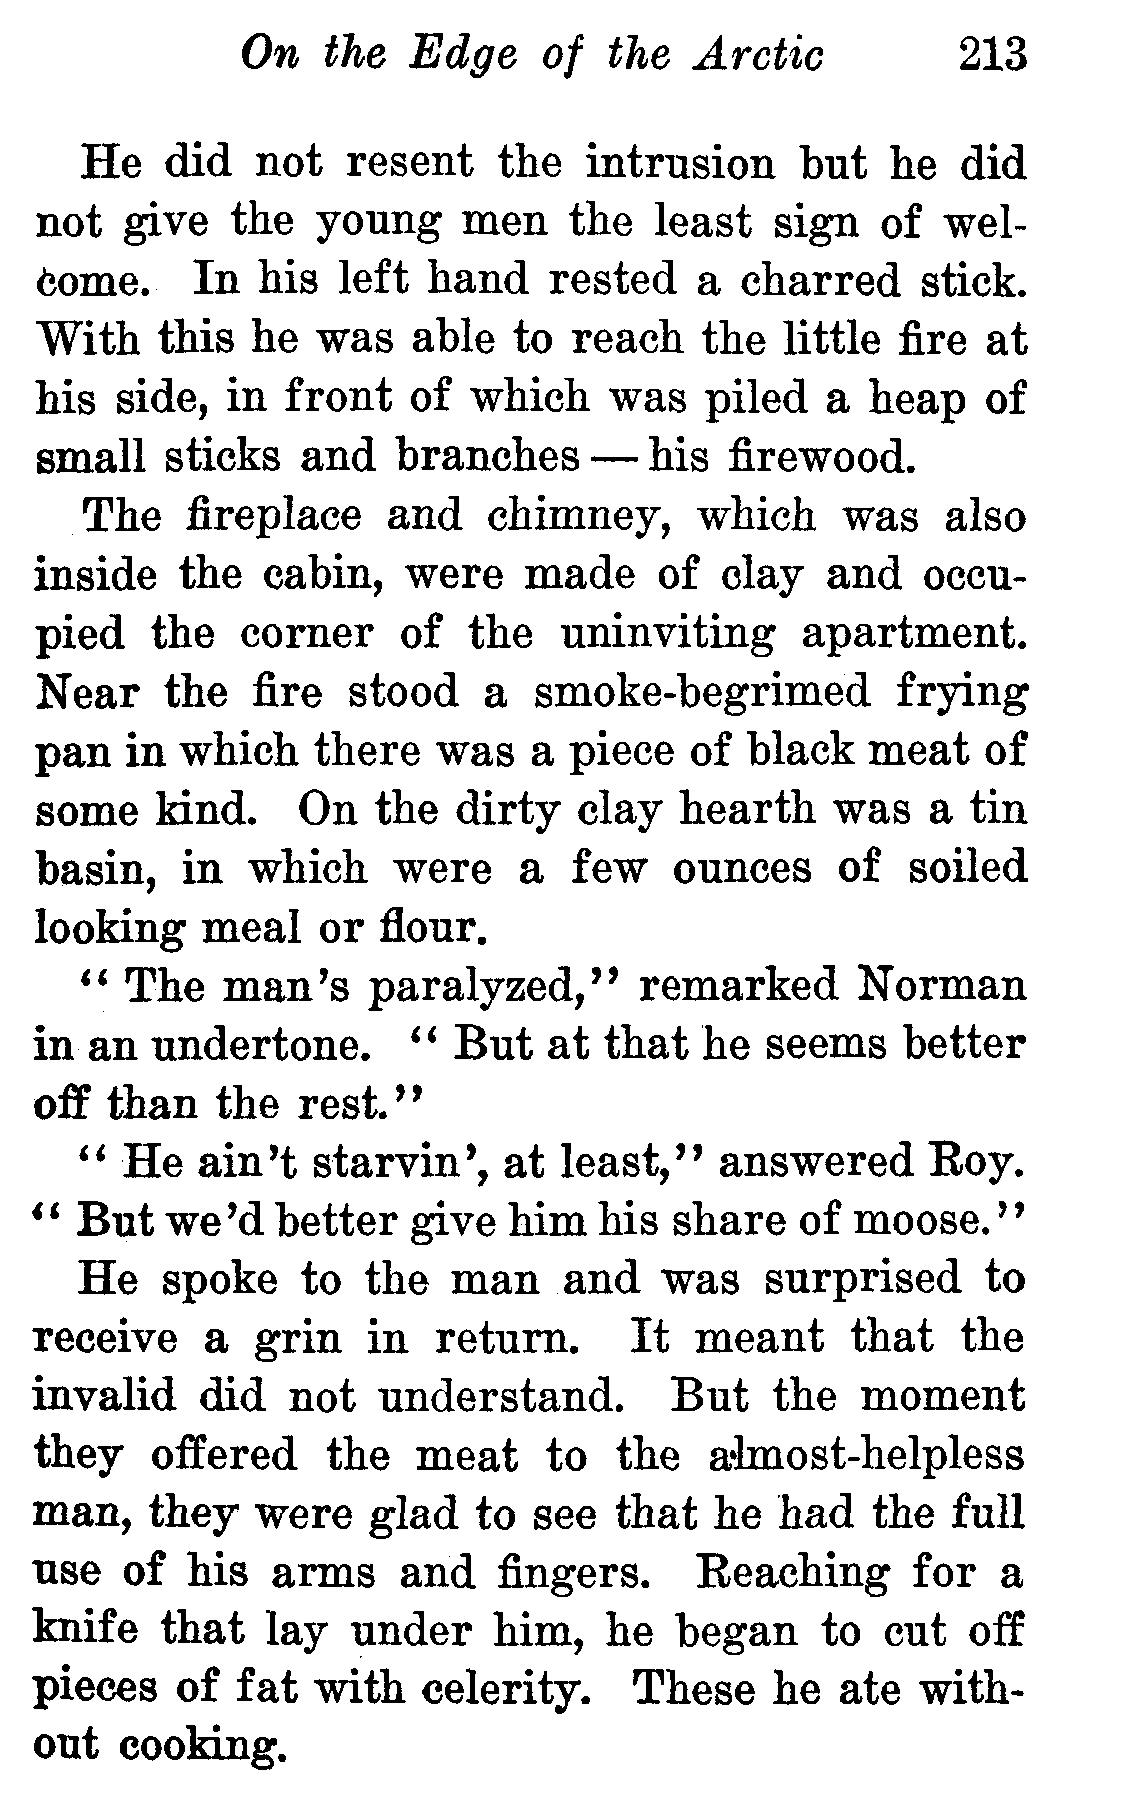 On the Edge of the Arctic 213
He did not resent the intrusion but he did
not give the young men the least sign of wel-
come. In his left hand rested a charred stick.
With this he was able to reach the little fire at
his side, in front of which was piled a heap of
small sticks and branches — his firewood.
The fireplace and chimney, which was also
inside the cabin, were made of clay and occu-
pied the corner of the uninviting apartment.
Near the fire stood a smoke-begrimed frying
pan in which there was a piece of black meat of
some kind. On the dirty clay hearth was a tin
basin, in which were a few ounces of soiled
looking meal or flour.
“ The man’s paralyzed,” remarked Norman
in an undertone. “ But at that he seems better
off than the rest.”
“ He ain’t starvin’, at least,” answered Roy.
“ But we’d better give him his share of moose.”
He spoke to the man and was surprised to
receive a grin in return. It meant that the
invalid did not understand. But the moment
they offered the meat to the almost-helpless
man, they were glad to see that he had the full
use of his arms and fingers. Reaching for a
knife that lay under him, he began to cut off
pieces of fat with celerity. These he ate with-
out cooking.